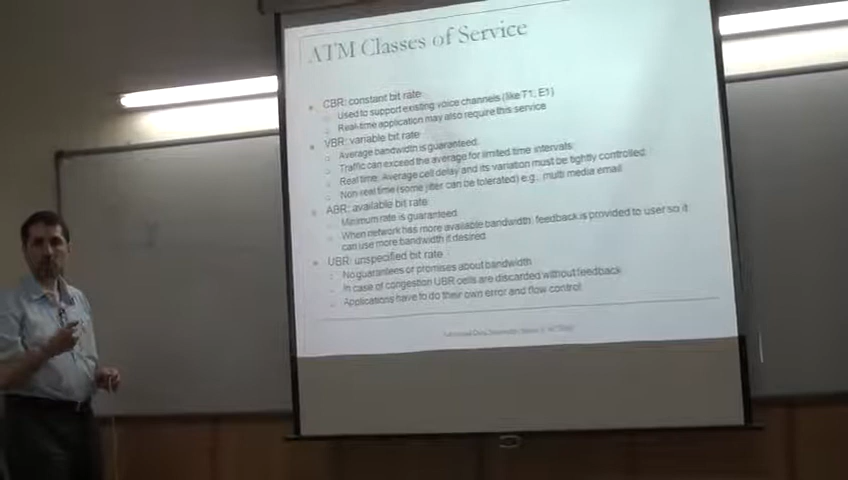 ATM Classes of Service
CBR: constant bit rate
Used to support existing voice channels (like T1, E1)
Real-time application may also require this service
VBR: variable bit rate
Average bandwidth is guaranteed.
Traffic can exceed the average for limited time intervals.
Real time: Average cell delay and its variation must be tightly controlled.
Non-real time (some jitter can be tolerated) e.g., multi media email
ABR: available bit rate
Minimum rate is guaranteed
When network has more available bandwidth, feedback is provided to user so it
can use more bandwidth if desired
UBR: unspecified bit rate
No guarantees or promises about bandwidth
In case of congestion UBR cells are discarded without feedback
Applications have to do their own error and flow control